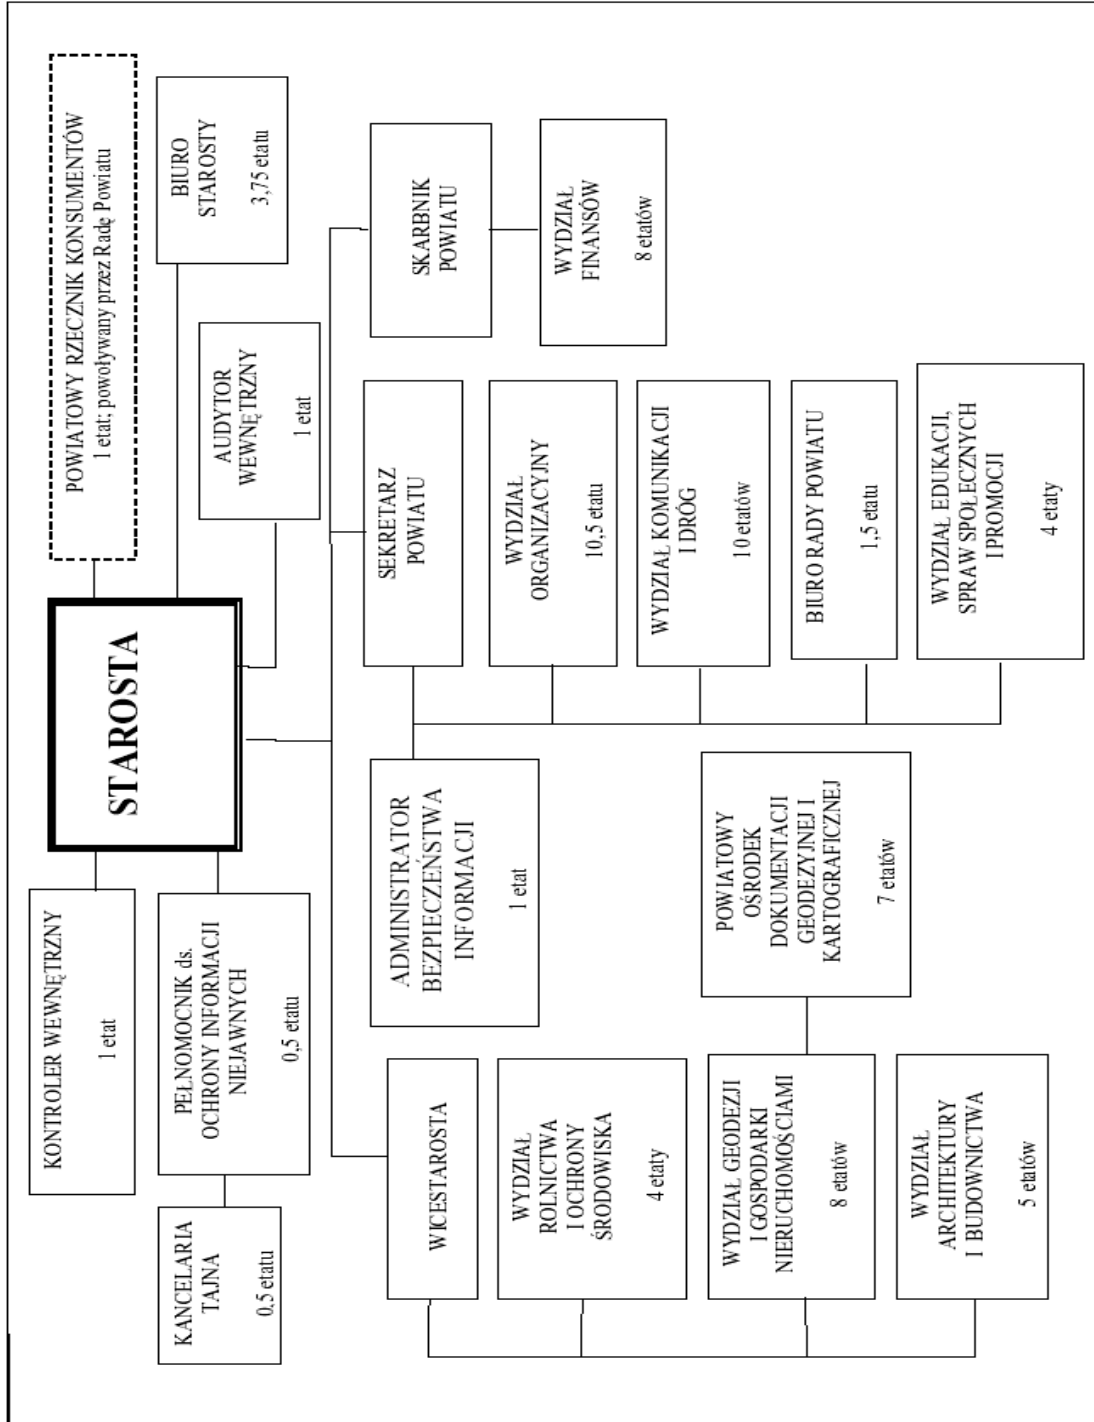 KONTROLER WEWNĘTRZNY
1 etat
STAROSTA
POWIATOWY RZECZNIK KONSUMENTÓW
1 etat; powoływany przez Radę Powiatu
KANCELARIA
TAJNA
0,5 etatu
PEŁNOMOCNIK ds.
OCHRONY INFORMACJI
NIEJAWNYCH
0,5 etatu
BIURO
STAROSTY
3,75 etatu
AUDYTOR
WEWNĘTRZNY
1 etat
WICESTAROSTA
ADMINISTRATOR
BEZPIECZEŃSTWA
INFORMACJI
1 etat
SEKRETARZ
POWIATU
SKARBNIK
POWIATU
WYDZIAŁ
ROLNICTWA
I OCHRONY
ŚRODOWISKA
4 etaty
WYDZIAŁ
ORGANIZACYJNY
10,5 etatu
WYDZIAŁ
FINANSÓW
8 etatów
WYDZIAŁ KOMUNIKACJI
I DRÓG
10 etatów
WYDZIAŁ GEODEZJI
I GOSPODARKI
NIERUCHOMOŚCIAMI
8 etatów
POWIATOWY
OŚRODEK
DOKUMENTACJI
GEODEZYJNEJ I
KARTOGRAFICZNEJ
7 etatów
BIURO RADY POWIATU
1,5 etatu
WYDZIAŁ
ARCHITEKTURY
I BUDOWNICTWA
5 etatów
WYDZIAŁ EDUKACJI,
SPRAW SPOŁECZNYCH
I PROMOCJI
4 etaty